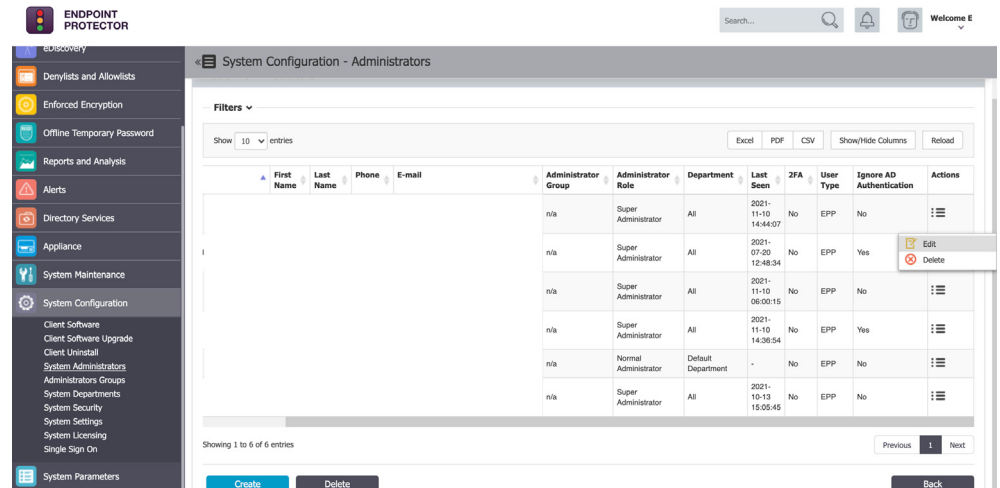 ENDPOINT
PROTECTOR
Search...
Welcome E
eDiscovery
Denylists and Allowlists
Enforced Encryption
Offline Temporary Password
Reports and Analysis
Alerts
Directory Services
Appliance
System Maintenance
System Configuration
Client Software
Client Software Upgrade
Client Uninstall
System Administrators
Administrators Groups
System Departments
System Security
System Settings
System Licensing
Single Sign On
System Parameters
System Configuration - Administrators
Filters
Show 10 entries
Excel PDF CSV Show/Hide Columns Reload
First Name Last Name Phone E-mail Administrator Group Administrator Role Department Last Seen 2FA User Type Ignore AD Authentication Actions
n/a Super Administrator All 2021-11-10 14:44:07 No EPP No
n/a Super Administrator All 2021-07-20 12:48:34 No EPP Yes
Edit
Delete
n/a Super Administrator All 2021-11-10 06:00:15 No EPP No
n/a Super Administrator All 2021-11-10 14:36:54 No EPP Yes
n/a Normal Administrator Default Department - No EPP No
n/a Super Administrator All 2021-10-13 15:05:45 No EPP No
Showing 1 to 6 of 6 entries
Previous 1 Next
Create Delete Back